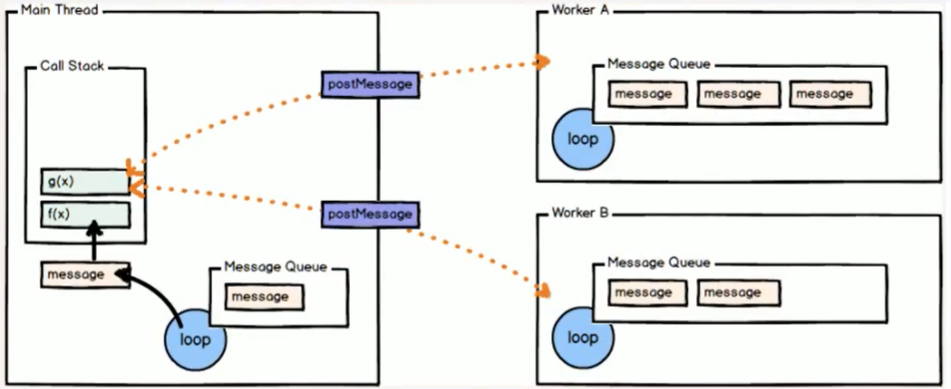 Main Thread
Call Stack
g(x)
f(x)
message
Message Queue
message
loop
postMessage
postMessage
Worker A
Message Queue
message message message
loop
Worker B
Message Queue
message message
loop